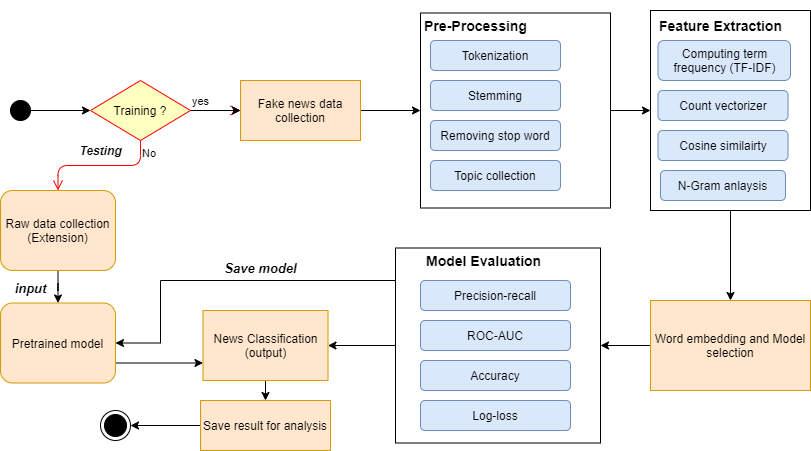 Pre-Processing
Tokenization
Stemming
Removing stop word
Topic collection
Feature Extraction
Computing term
frequency (TF-IDF)
Count vectorizer
Cosine similairty
N-Gram anlaysis
Training ?
yes
Fake news data
collection
Testing
No
Raw data collection
(Extension)
input
Pretrained model
Save model
News Classification
(output)
Save result for analysis
Model Evaluation
Precision-recall
ROC-AUC
Accuracy
Log-loss
Word embedding and Model
selection